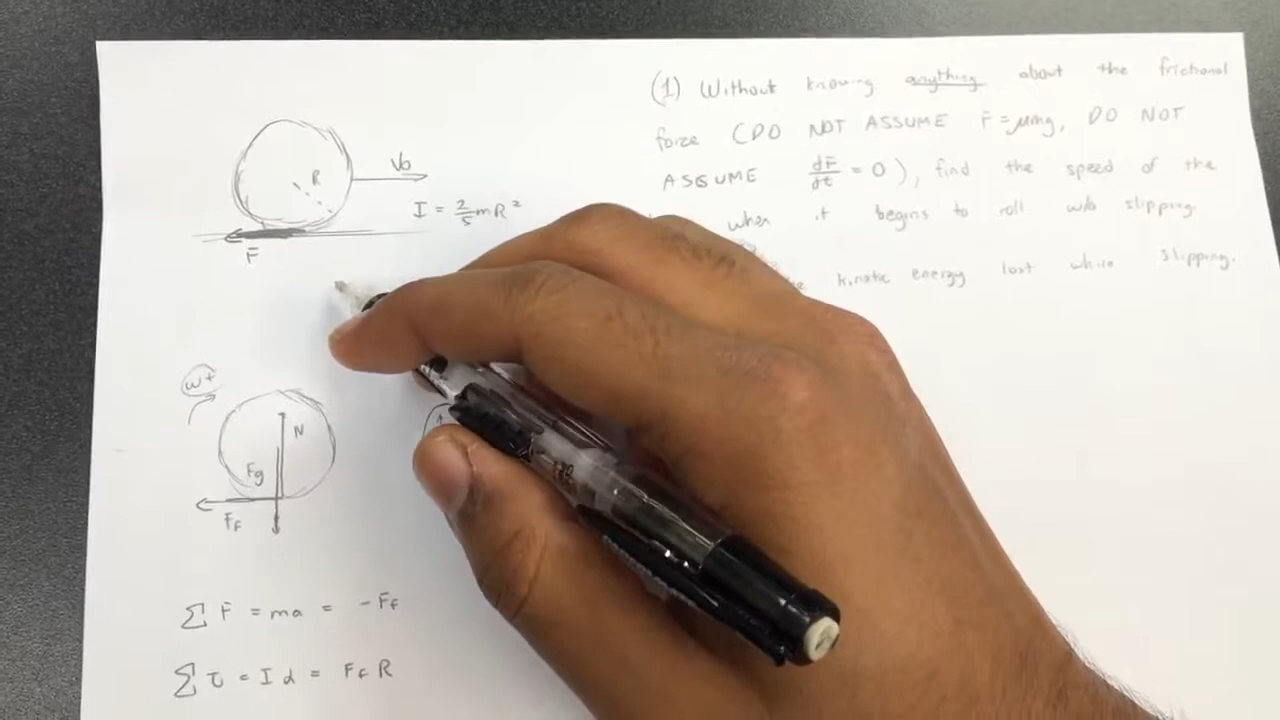 (1) Without knowing anything about the frictional
force (DO NOT ASSUME F=μmg, DO NOT
ASSUME dF/dt = 0), find the speed of the
when it begins to roll w/o slipping.
kinetic energy lost while slipping.
V0
R
I = 2/5 mR²
F
ω+
N
Fg
Ff
Σ F = ma = -Ff
Σ τ = I α = Ff R